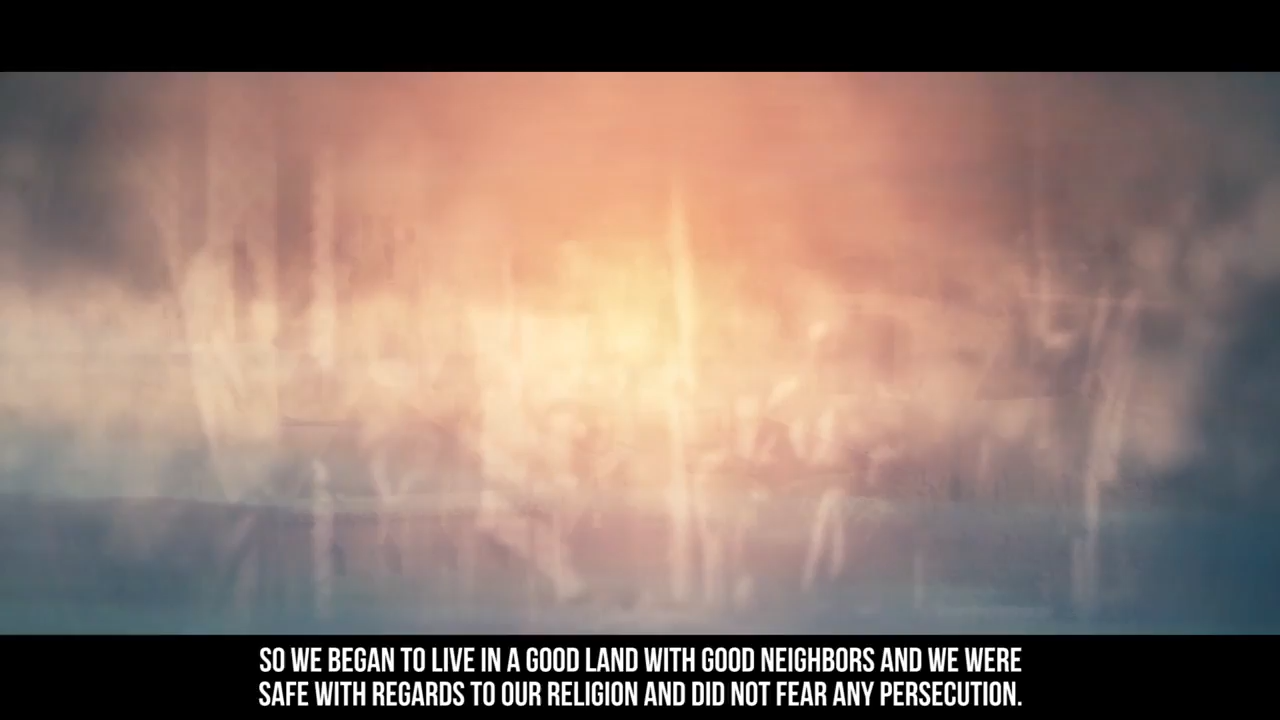 SO WE BEGAN TO LIVE IN A GOOD LAND WITH GOOD NEIGHBORS AND WE WERE
SAFE WITH REGARDS TO OUR RELIGION AND DID NOT FEAR ANY PERSECUTION.